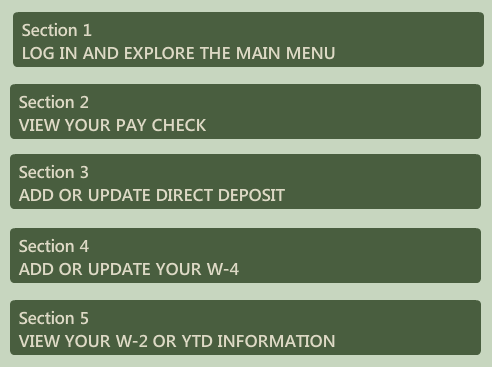 Section 1
LOG IN AND EXPLORE THE MAIN MENU
Section 2
VIEW YOUR PAY CHECK
Section 3
ADD OR UPDATE DIRECT DEPOSIT
Section 4
ADD OR UPDATE YOUR W-4
Section 5
VIEW YOUR W-2 OR YTD INFORMATION